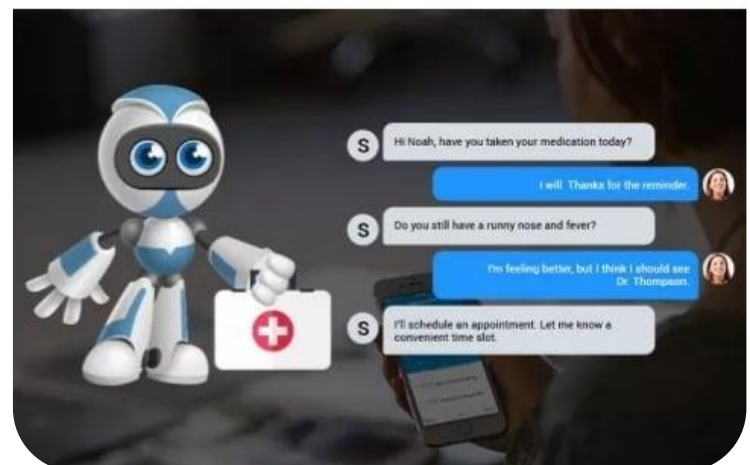 S
Hi Noah, have you taken your medication today?
I will. Thanks for the reminder.
S
Do you still have a runny nose and fever?
I'm feeling better, but I think I should see
Dr. Thompson.
S
I'll schedule an appointment. Let me know a
convenient time slot.